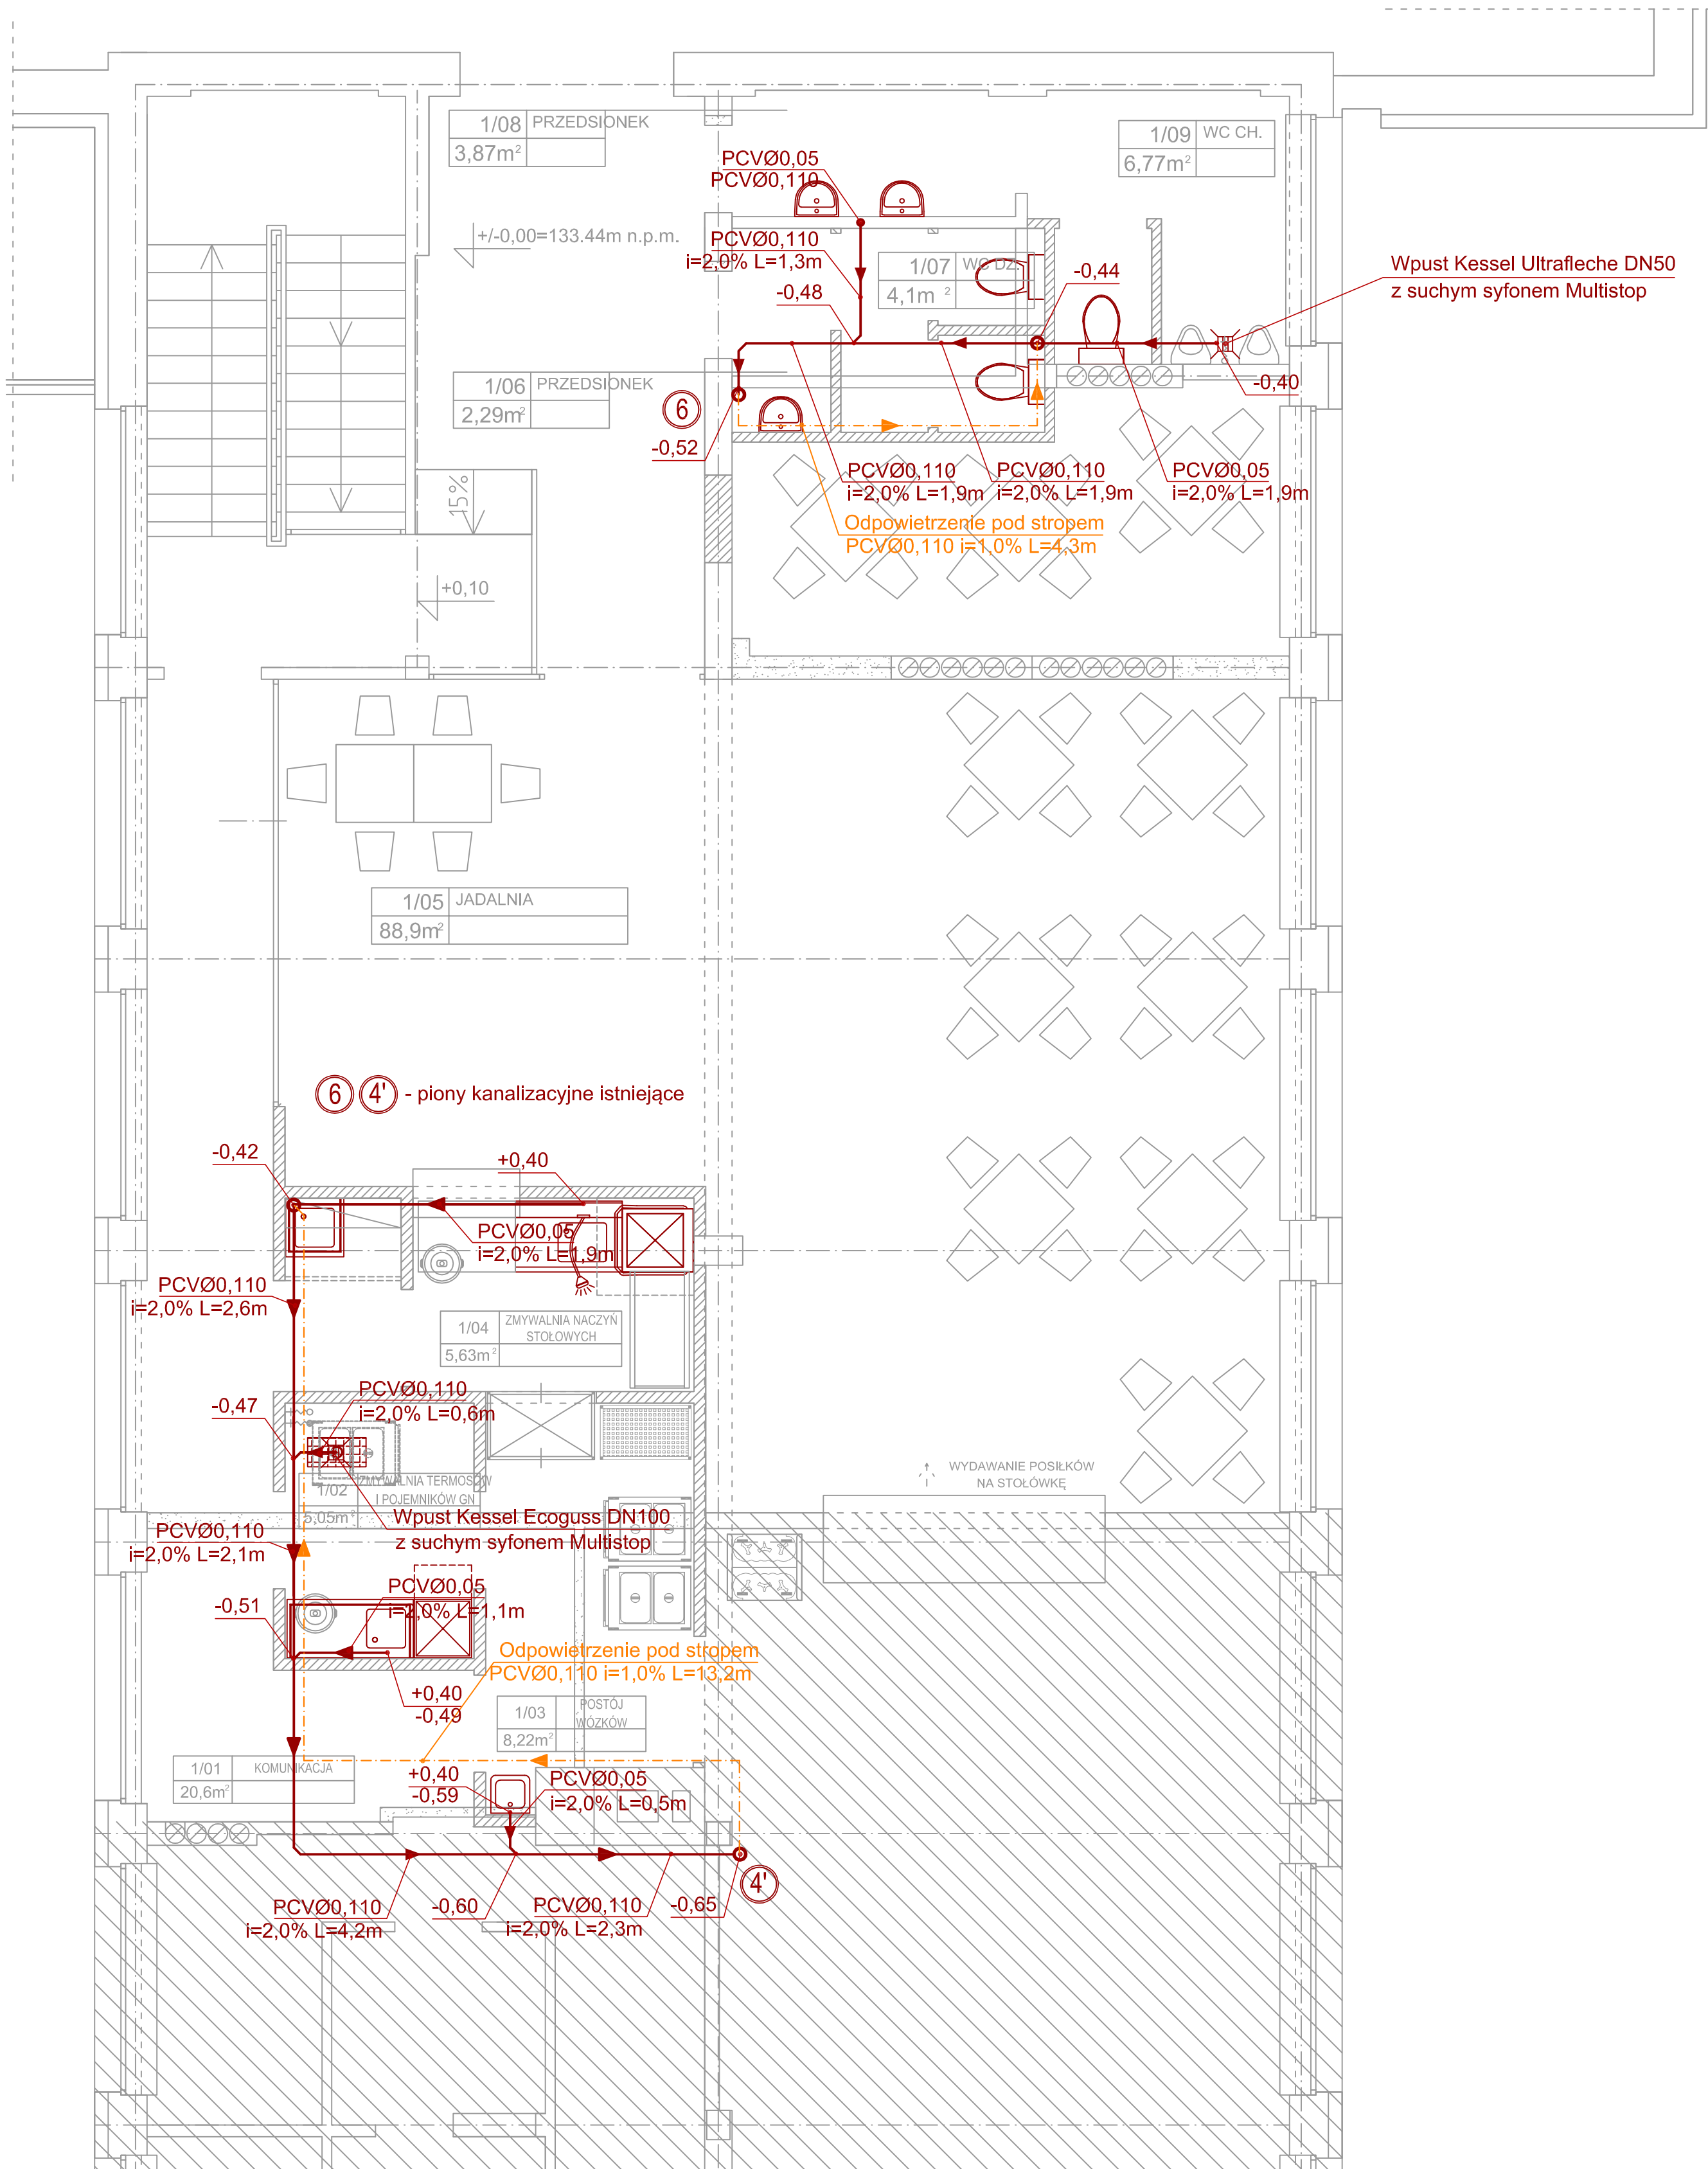 1/08 PRZEDSIONEK
3,87m²
1/09 WC CH.
6,77m²
PCVØ0,05
PCVØ0,110
+/-0,00=133.44m n.p.m.
PCVØ0,110
i=2,0% L=1,3m
1/07 WC DZ.
4,1m²
-0,48
-0,44
Wpust Kessel Ultrafleche DN50
z suchym syfonem Multistop
-0,40
1/06 PRZEDSIONEK
2,29m²
6
-0,52
PCVØ0,110
i=2,0% L=1,9m
PCVØ0,110
i=2,0% L=1,9m
PCVØ0,05
i=2,0% L=1,9m
15%
Odpowietrzenie pod stropem
PCVØ0,110 i=1,0% L=4,3m
+0,10
1/05 JADALNIA
88,9m²
6 4' - piony kanalizacyjne istniejące
-0,42
+0,40
PCVØ0,05
i=2,0% L=1,9m
PCVØ0,110
i=2,0% L=2,6m
1/04 ZMYWALNIA NACZYŃ
STOŁOWYCH
5,63m²
-0,47
PCVØ0,110
i=2,0% L=0,6m
1/02 ZMYWALNIA TERMOSÓW
I POJEMNIKÓW GN
5,05m²
WYDAWANIE POSIŁKÓW
NA STOŁÓWKĘ
Wpust Kessel Ecoguss DN100
z suchym syfonem Multistop
PCVØ0,110
i=2,0% L=2,1m
PCVØ0,05
i=2,0% L=1,1m
-0,51
Odpowietrzenie pod stropem
PCVØ0,110 i=1,0% L=13,2m
+0,40
-0,49
1/03 POSTÓJ
WÓZKÓW
8,22m²
1/01 KOMUNIKACJA
20,6m²
+0,40
-0,59
PCVØ0,05
i=2,0% L=0,5m
4'
PCVØ0,110
i=2,0% L=4,2m
-0,60
PCVØ0,110
i=2,0% L=2,3m
-0,65